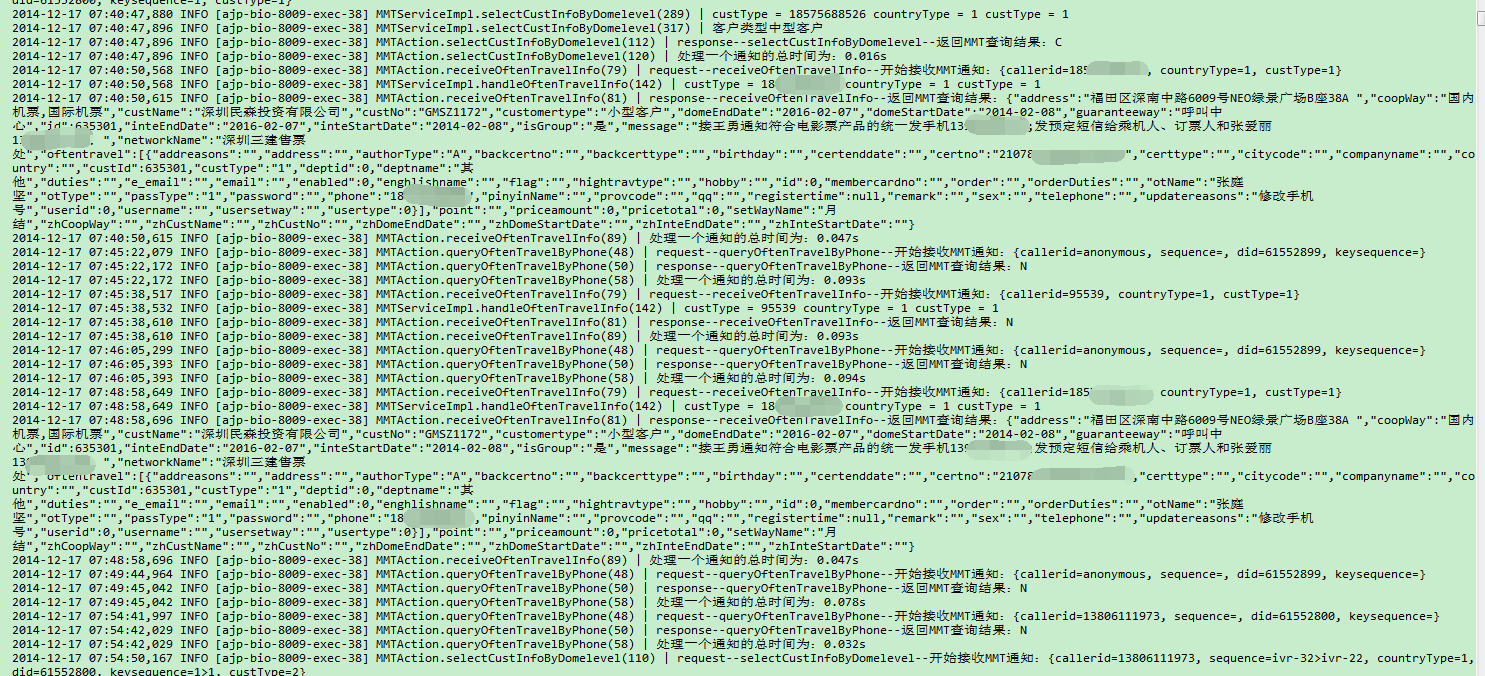 did=61552800, keysequence=1, custType=1}
2014-12-17 07:40:47,880 INFO [ajp-bio-8009-exec-38] MMTServiceImpl.selectCustInfoByDomelevel(289) | custType = 18575688526 countryType = 1 custType = 1
2014-12-17 07:40:47,896 INFO [ajp-bio-8009-exec-38] MMTServiceImpl.selectCustInfoByDomelevel(317) | 客户类型中型客户
2014-12-17 07:40:47,896 INFO [ajp-bio-8009-exec-38] MMTAction.selectCustInfoByDomelevel(112) | response--selectCustInfoByDomelevel--返回MMT查询结果: C
2014-12-17 07:40:47,896 INFO [ajp-bio-8009-exec-38] MMTAction.selectCustInfoByDomelevel(120) | 处理一个通知的总时间为: 0.016s
2014-12-17 07:40:50,568 INFO [ajp-bio-8009-exec-38] MMTAction.receiveOftenTravelInfo(79) | request--receiveOftenTravelInfo--开始接收MMT通知: {callerid=185 , countryType=1, custType=1}
2014-12-17 07:40:50,568 INFO [ajp-bio-8009-exec-38] MMTServiceImpl.handleOftenTravelInfo(142) | custType = 18 countryType = 1 custType = 1
2014-12-17 07:40:50,615 INFO [ajp-bio-8009-exec-38] MMTAction.receiveOftenTravelInfo(81) | response--receiveOftenTravelInfo--返回MMT查询结果: {"address":"福田区深南中路6009号NEO绿景广场B座38A ","coopWay":"国内
机票,国际机票","custName":"深圳民森投资有限公司","custNo":"GMSZ1172","customertype":"小型客户","domeEndDate":"2016-02-07","domeStartDate":"2014-02-08","guaranteeway":"呼叫中
心","id":635301,"inteEndDate":"2016-02-07","inteStartDate":"2014-02-08","isGroup":"是","message":"接王勇通知符合电影票产品的统一发手机13 ;发预定短信给乘机人、订票人和张爱丽
1 . ","networkName":"深圳三建售票
处","oftentravel":[{"addreasons":"","address":"","authorType":"A","backcertno":"","backcerttype":"","birthday":"","certenddate":"","certno":"21078 ,"certtype":"","citycode":"","companyname":"","co
untry":"","custId":635301,"custType":"1","deptid":0,"deptname":"其
他","duties":"","e_email":"","email":"","enabled":0,"enghlishname":"","flag":"","hightravtype":"","hobby":"","id":0,"membercardno":"","order":"","orderDuties":"","otName":"张庭
坚","otType":"","passType":"1","password":"","phone":"18 ,"pinyinName":"","provcode":"","qq":"","registertime":null,"remark":"","sex":"","telephone":"","updatereasons":"修改手机
号","userid":0,"username":"","usersetway":"","usertype":0}],"point":"","priceamount":0,"pricetotal":0,"setWayName":"月
结","zhCoopWay":"","zhCustName":"","zhCustNo":"","zhDomeEndDate":"","zhDomeStartDate":"","zhInteEndDate":"","zhInteStartDate":""}
2014-12-17 07:40:50,615 INFO [ajp-bio-8009-exec-38] MMTAction.receiveOftenTravelInfo(89) | 处理一个通知的总时间为: 0.047s
2014-12-17 07:45:22,079 INFO [ajp-bio-8009-exec-38] MMTAction.queryOftenTravelByPhone(48) | request--queryOftenTravelByPhone--开始接收MMT通知: {callerid=anonymous, sequence=, did=61552899, keysequence=}
2014-12-17 07:45:22,172 INFO [ajp-bio-8009-exec-38] MMTAction.queryOftenTravelByPhone(50) | response--queryOftenTravelByPhone--返回MMT查询结果: N
2014-12-17 07:45:22,172 INFO [ajp-bio-8009-exec-38] MMTAction.queryOftenTravelByPhone(58) | 处理一个通知的总时间为: 0.093s
2014-12-17 07:45:38,517 INFO [ajp-bio-8009-exec-38] MMTAction.receiveOftenTravelInfo(79) | request--receiveOftenTravelInfo--开始接收MMT通知: {callerid=95539, countryType=1, custType=1}
2014-12-17 07:45:38,532 INFO [ajp-bio-8009-exec-38] MMTServiceImpl.handleOftenTravelInfo(142) | custType = 95539 countryType = 1 custType = 1
2014-12-17 07:45:38,610 INFO [ajp-bio-8009-exec-38] MMTAction.receiveOftenTravelInfo(81) | response--receiveOftenTravelInfo--返回MMT查询结果: N
2014-12-17 07:45:38,610 INFO [ajp-bio-8009-exec-38] MMTAction.receiveOftenTravelInfo(89) | 处理一个通知的总时间为: 0.093s
2014-12-17 07:46:05,299 INFO [ajp-bio-8009-exec-38] MMTAction.queryOftenTravelByPhone(48) | request--queryOftenTravelByPhone--开始接收MMT通知: {callerid=anonymous, sequence=, did=61552899, keysequence=}
2014-12-17 07:46:05,393 INFO [ajp-bio-8009-exec-38] MMTAction.queryOftenTravelByPhone(50) | response--queryOftenTravelByPhone--返回MMT查询结果: N
2014-12-17 07:46:05,393 INFO [ajp-bio-8009-exec-38] MMTAction.queryOftenTravelByPhone(58) | 处理一个通知的总时间为: 0.094s
2014-12-17 07:48:58,649 INFO [ajp-bio-8009-exec-38] MMTAction.receiveOftenTravelInfo(79) | request--receiveOftenTravelInfo--开始接收MMT通知: {callerid=185 countryType=1, custType=1}
2014-12-17 07:48:58,649 INFO [ajp-bio-8009-exec-38] MMTServiceImpl.handleOftenTravelInfo(142) | custType = 18 countryType = 1 custType = 1
2014-12-17 07:48:58,696 INFO [ajp-bio-8009-exec-38] MMTAction.receiveOftenTravelInfo(81) | response--receiveOftenTravelInfo--返回MMT查询结果: {"address":"福田区深南中路6009号NEO绿景广场B座38A ","coopWay":"国内
机票,国际机票","custName":"深圳民森投资有限公司","custNo":"GMSZ1172","customertype":"小型客户","domeEndDate":"2016-02-07","domeStartDate":"2014-02-08","guaranteeway":"呼叫中
心","id":635301,"inteEndDate":"2016-02-07","inteStartDate":"2014-02-08","isGroup":"是","message":"接王勇通知符合电影票产品的统一发手机13 发预定短信给乘机人、订票人和张爱丽
13 ","networkName":"深圳三建售票
处","oftentravel":[{"addreasons":"","address":"","authorType":"A","backcertno":"","backcerttype":"","birthday":"","certenddate":"","certno":"21078 ,"certtype":"","citycode":"","companyname":"","co
untry":"","custId":635301,"custType":"1","deptid":0,"deptname":"其
他","duties":"","e_email":"","email":"","enabled":0,"enghlishname":"","flag":"","hightravtype":"","hobby":"","id":0,"membercardno":"","order":"","orderDuties":"","otName":"张庭
坚","otType":"","passType":"1","password":"","phone":"18 ,"pinyinName":"","provcode":"","qq":"","registertime":null,"remark":"","sex":"","telephone":"","updatereasons":"修改手机
号","userid":0,"username":"","usersetway":"","usertype":0}],"point":"","priceamount":0,"pricetotal":0,"setWayName":"月
结","zhCoopWay":"","zhCustName":"","zhCustNo":"","zhDomeEndDate":"","zhDomeStartDate":"","zhInteEndDate":"","zhInteStartDate":""}
2014-12-17 07:48:58,696 INFO [ajp-bio-8009-exec-38] MMTAction.receiveOftenTravelInfo(89) | 处理一个通知的总时间为: 0.047s
2014-12-17 07:49:44,964 INFO [ajp-bio-8009-exec-38] MMTAction.queryOftenTravelByPhone(48) | request--queryOftenTravelByPhone--开始接收MMT通知: {callerid=anonymous, sequence=, did=61552899, keysequence=}
2014-12-17 07:49:45,042 INFO [ajp-bio-8009-exec-38] MMTAction.queryOftenTravelByPhone(50) | response--queryOftenTravelByPhone--返回MMT查询结果: N
2014-12-17 07:49:45,042 INFO [ajp-bio-8009-exec-38] MMTAction.queryOftenTravelByPhone(58) | 处理一个通知的总时间为: 0.078s
2014-12-17 07:54:41,997 INFO [ajp-bio-8009-exec-38] MMTAction.queryOftenTravelByPhone(48) | request--queryOftenTravelByPhone--开始接收MMT通知: {callerid=13806111973, sequence=, did=61552800, keysequence=}
2014-12-17 07:54:42,029 INFO [ajp-bio-8009-exec-38] MMTAction.queryOftenTravelByPhone(50) | response--queryOftenTravelByPhone--返回MMT查询结果: N
2014-12-17 07:54:42,029 INFO [ajp-bio-8009-exec-38] MMTAction.queryOftenTravelByPhone(58) | 处理一个通知的总时间为: 0.032s
2014-12-17 07:54:50,167 INFO [ajp-bio-8009-exec-38] MMTAction.selectCustInfoByDomelevel(110) | request--selectCustInfoByDomelevel--开始接收MMT通知: {callerid=13806111973, sequence=ivr-32>ivr-22, countryType=1,
did=61552800, keysequence=1>1, custType=2}